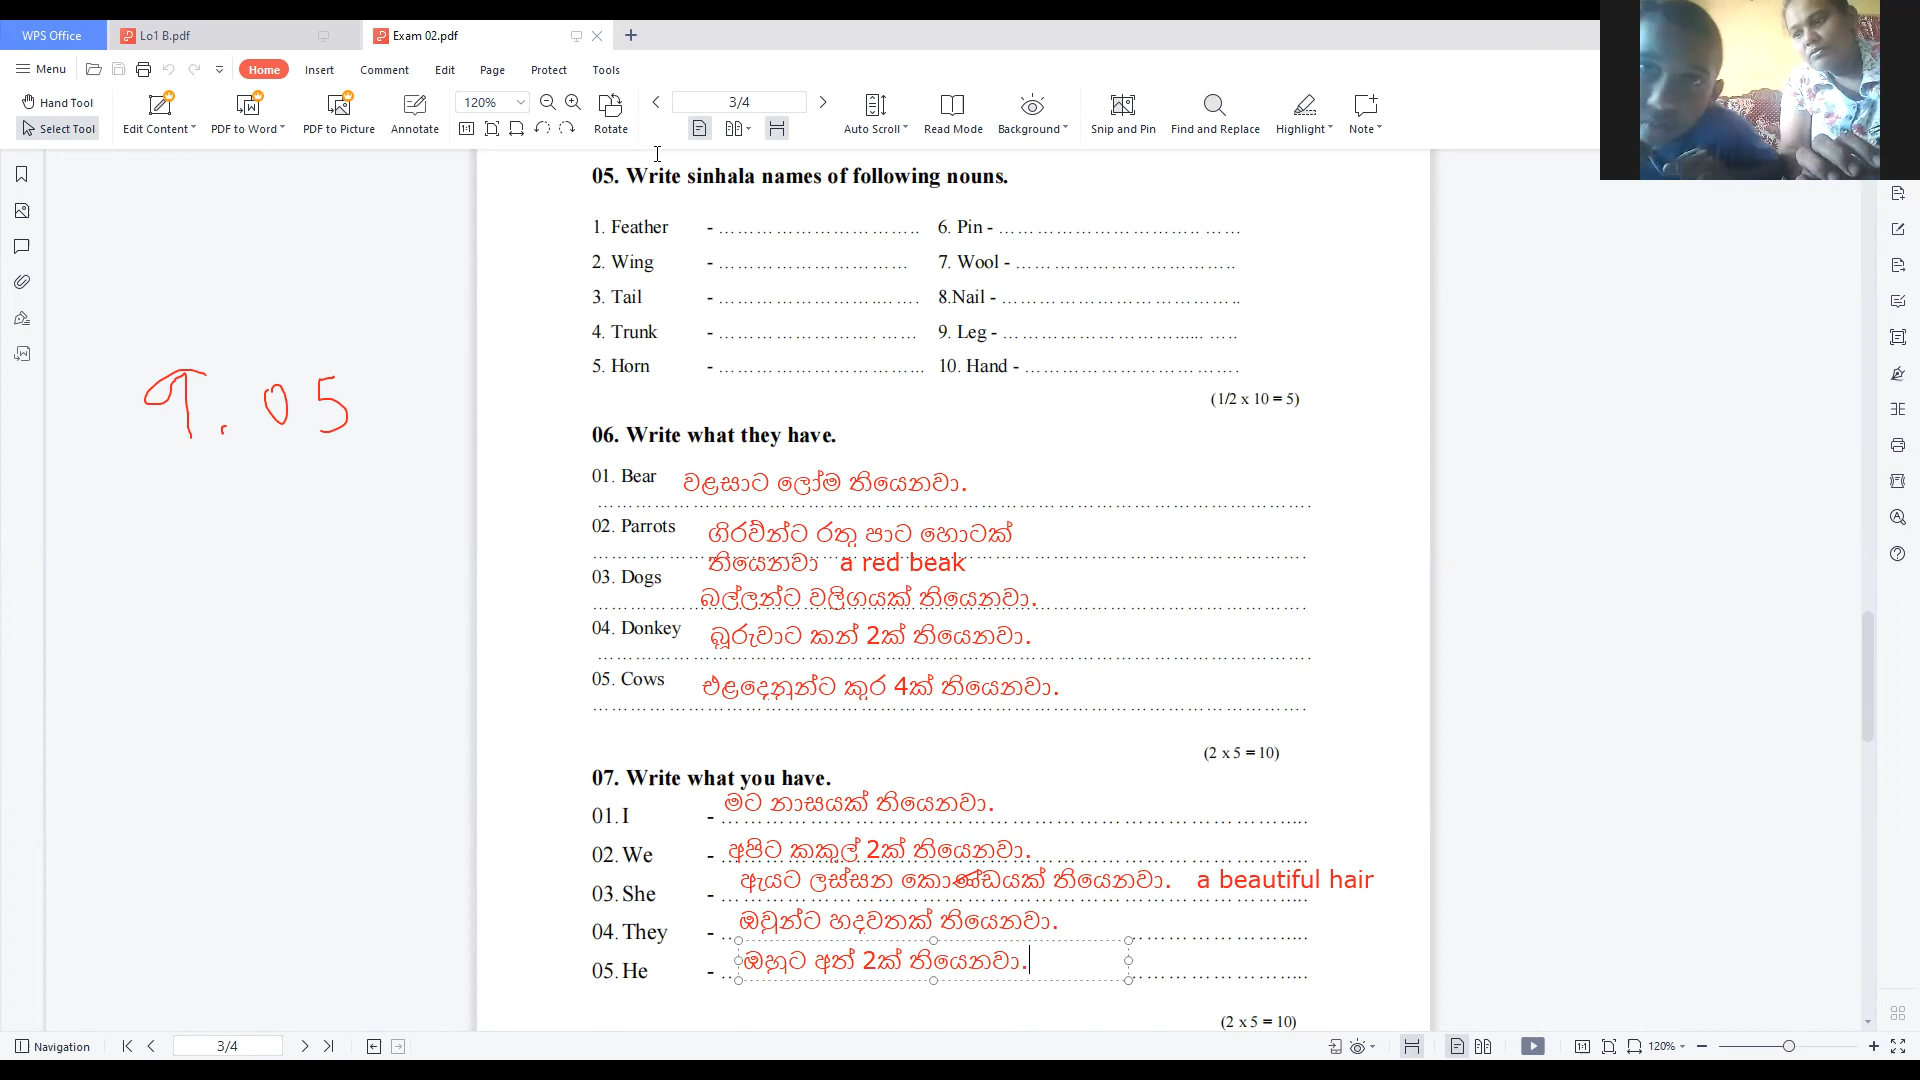 WPS Office
Lo1 B.pdf
Exam 02.pdf
Menu
Home
Insert
Comment
Edit
Page
Protect
Tools
Hand Tool
Select Tool
Edit Content
PDF to Word
PDF to Picture
Annotate
120%
Rotate
3/4
Auto Scroll
Read Mode
Background
Snip and Pin
Find and Replace
Highlight
Note
05. Write sinhala names of following nouns.
1. Feather - ………………………….. 6. Pin - ………………………….. ……
2. Wing - ………………………… 7. Wool - ……………………………..
3. Tail - ……………………..….…. 8.Nail - ………………………………..
4. Trunk - ……………………. …… 9. Leg - ………………………..... …..
5. Horn - …………………………... 10. Hand - …………………………….
(1/2 x 10 = 5)
9.05
06. Write what they have.
01. Bear වළසාට ලෝම තියෙනවා.
02. Parrots ගිරව්න්ට රතු පාට හොටක්
තියෙනවා a red beak
03. Dogs
බල්ලන්ට වලිගයක් තියෙනවා.
04. Donkey බූරුවාට කන් 2ක් තියෙනවා.
05. Cows එළදෙනුන්ට කුර 4ක් තියෙනවා.
(2 x 5 = 10)
07. Write what you have.
01. I - මට නාසයක් තියෙනවා.
02. We - අපිට කකුල් 2ක් තියෙනවා.
03. She - ඇයට ලස්සන කොණ්ඩයක් තියෙනවා. a beautiful hair
04. They - ඔවුන්ට හදවතක් තියෙනවා.
05. He - ඔහුට අත් 2ක් තියෙනවා.
(2 x 5 = 10)
Navigation
3/4
120%